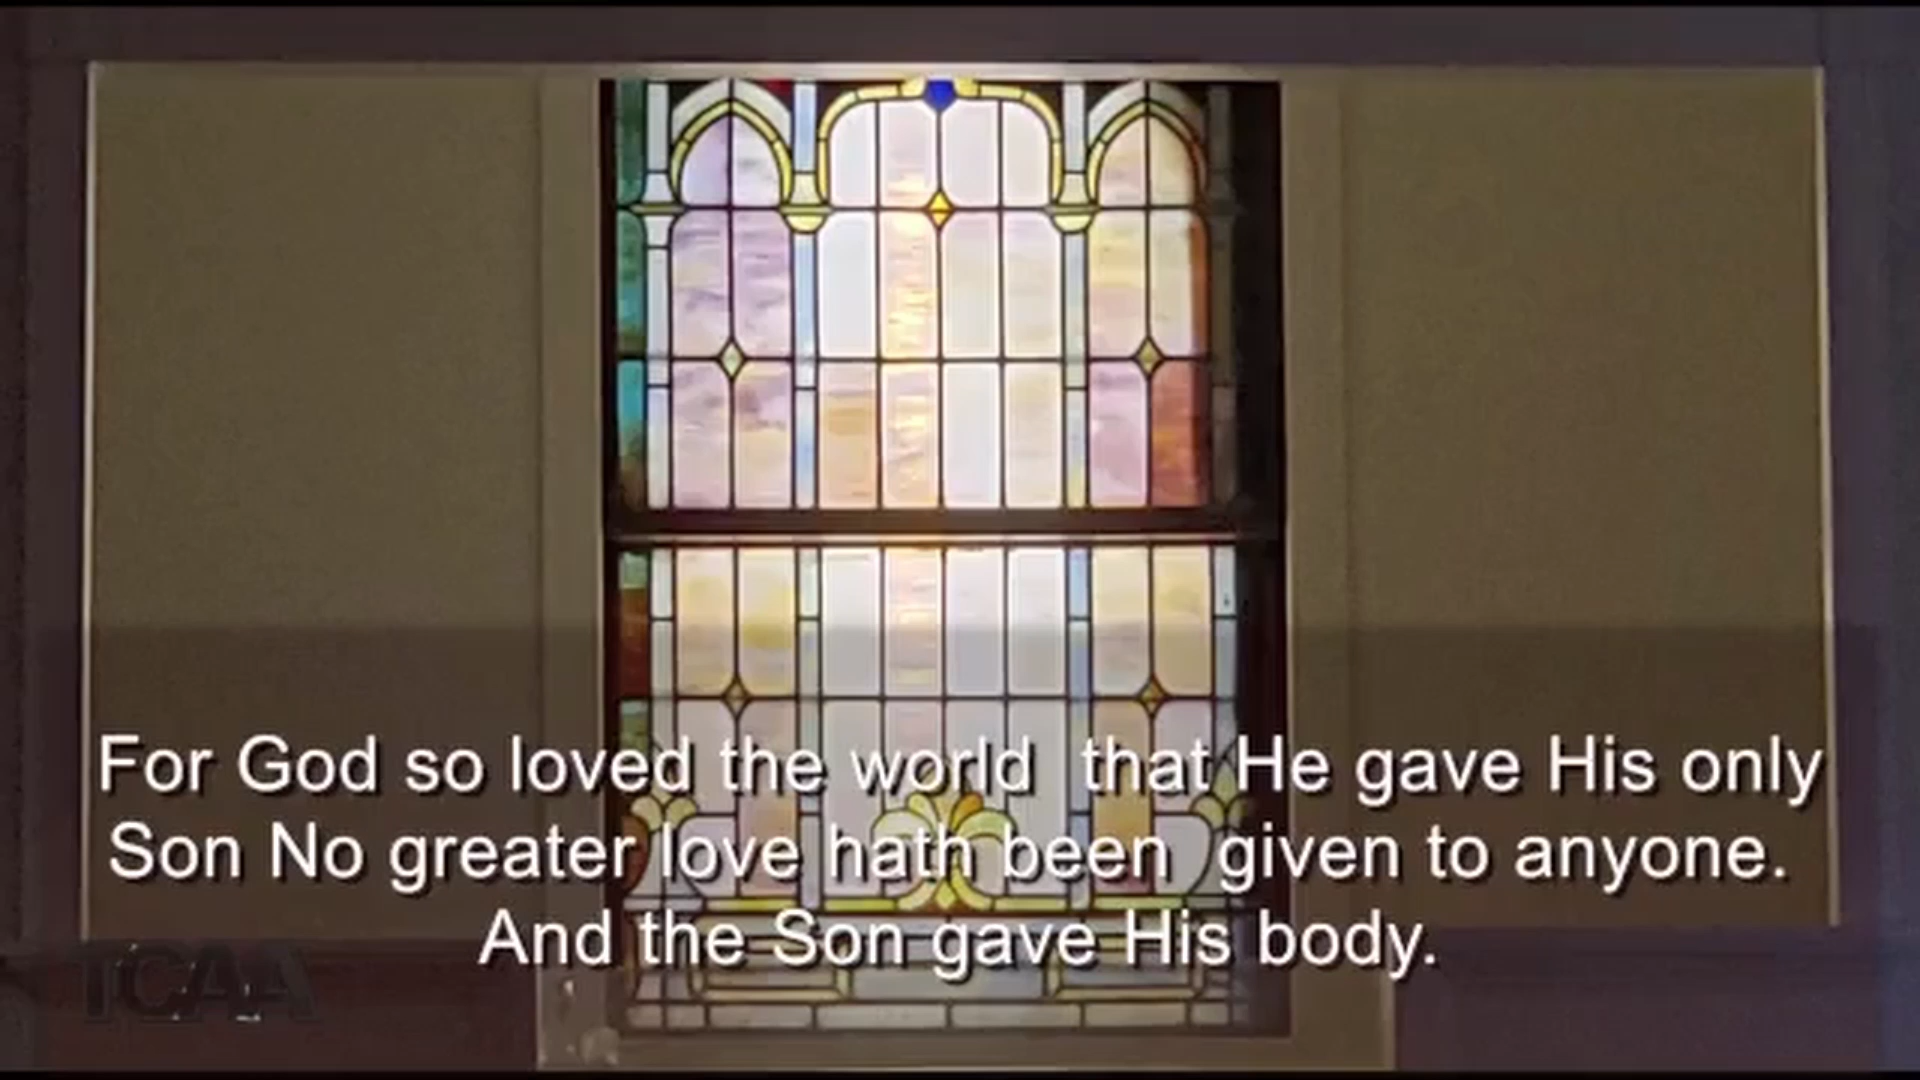 For God so loved the world  that He gave His only
Son No greater love hath been  given to anyone.
And the Son gave His body.
TCAA